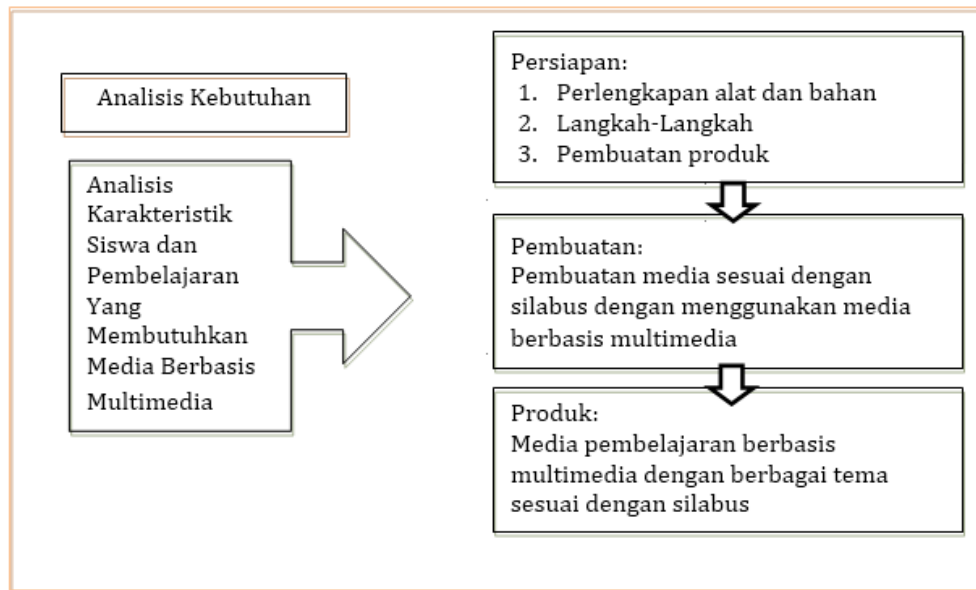 Analisis Kebutuhan
Analisis
Karakteristik
Siswa dan
Pembelajaran
Yang
Membutuhkan
Media Berbasis
Multimedia
Persiapan:
1. Perlengkapan alat dan bahan
2. Langkah-Langkah
3. Pembuatan produk
Pembuatan:
Pembuatan media sesuai dengan
silabus dengan menggunakan media
berbasis multimedia
Produk:
Media pembelajaran berbasis
multimedia dengan berbagai tema
sesuai dengan silabus